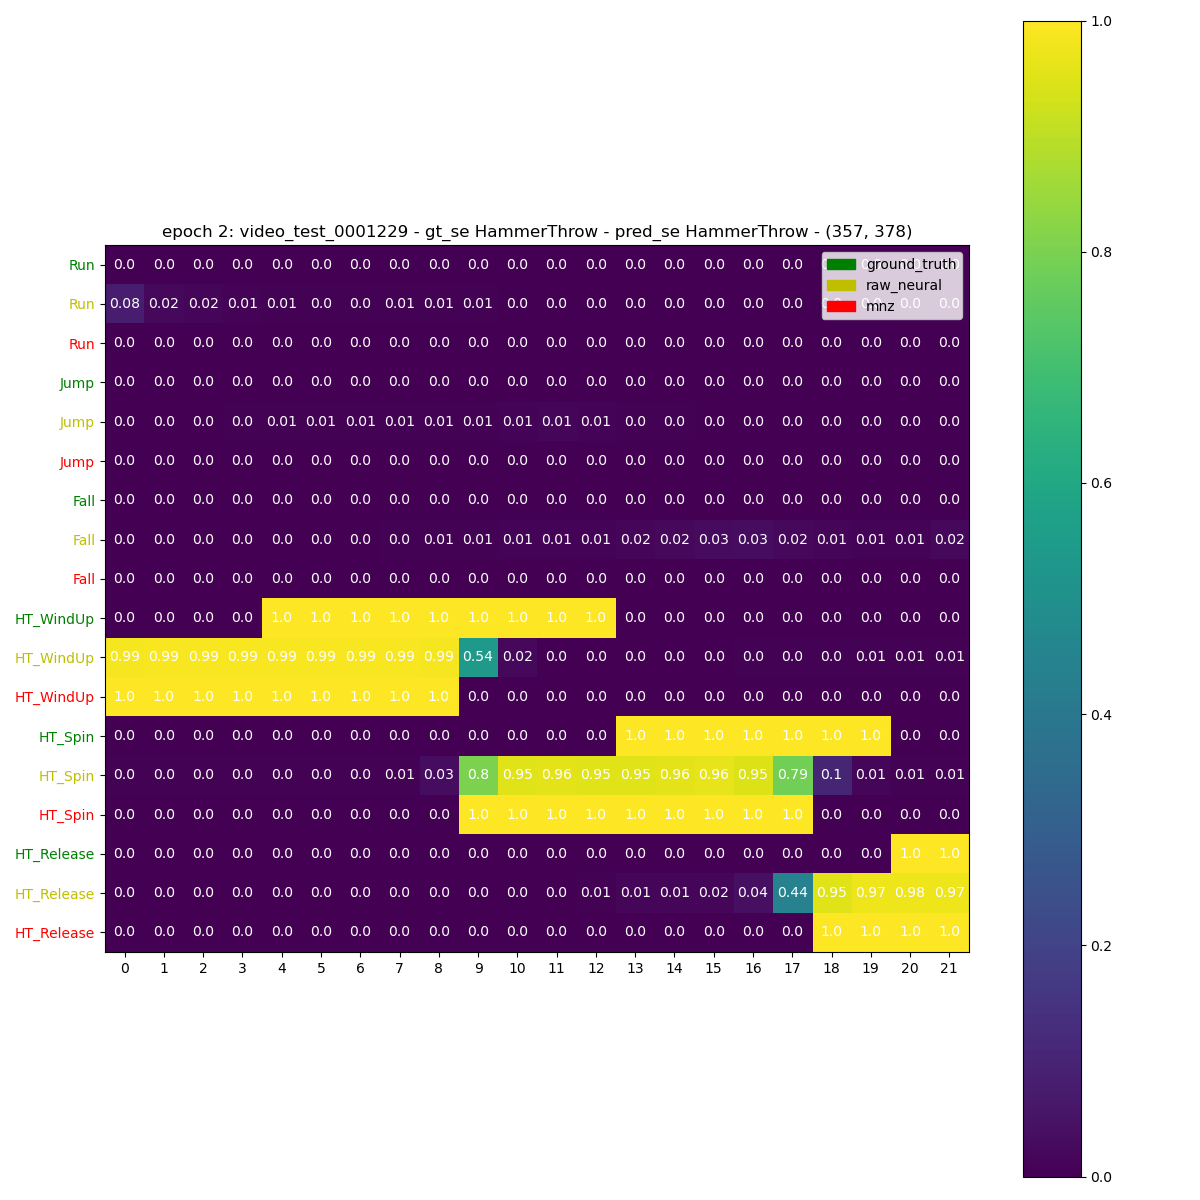 epoch 2: video_test_0001229 - gt_se HammerThrow - pred_se HammerThrow - (357, 378)
Run 0.0 0.0 0.0 0.0 0.0 0.0 0.0 0.0 0.0 0.0 0.0 0.0 0.0 0.0 0.0 0.0 0.0 0.0
Run 0.08 0.02 0.02 0.01 0.01 0.0 0.0 0.01 0.01 0.01 0.0 0.0 0.0 0.0 0.0 0.0 0.0 0.0
Run 0.0 0.0 0.0 0.0 0.0 0.0 0.0 0.0 0.0 0.0 0.0 0.0 0.0 0.0 0.0 0.0 0.0 0.0 0.0 0.0 0.0 0.0
Jump 0.0 0.0 0.0 0.0 0.0 0.0 0.0 0.0 0.0 0.0 0.0 0.0 0.0 0.0 0.0 0.0 0.0 0.0 0.0 0.0 0.0 0.0
Jump 0.0 0.0 0.0 0.0 0.01 0.01 0.01 0.01 0.01 0.01 0.01 0.01 0.01 0.0 0.0 0.0 0.0 0.0 0.0 0.0 0.0 0.0
Jump 0.0 0.0 0.0 0.0 0.0 0.0 0.0 0.0 0.0 0.0 0.0 0.0 0.0 0.0 0.0 0.0 0.0 0.0 0.0 0.0 0.0 0.0
Fall 0.0 0.0 0.0 0.0 0.0 0.0 0.0 0.0 0.0 0.0 0.0 0.0 0.0 0.0 0.0 0.0 0.0 0.0 0.0 0.0 0.0 0.0
Fall 0.0 0.0 0.0 0.0 0.0 0.0 0.0 0.0 0.01 0.01 0.01 0.01 0.01 0.02 0.02 0.03 0.03 0.02 0.01 0.01 0.01 0.02
Fall 0.0 0.0 0.0 0.0 0.0 0.0 0.0 0.0 0.0 0.0 0.0 0.0 0.0 0.0 0.0 0.0 0.0 0.0 0.0 0.0 0.0 0.0
HT_WindUp 0.0 0.0 0.0 0.0 1.0 1.0 1.0 1.0 1.0 1.0 1.0 1.0 1.0 0.0 0.0 0.0 0.0 0.0 0.0 0.0 0.0 0.0
HT_WindUp 0.99 0.99 0.99 0.99 0.99 0.99 0.99 0.99 0.99 0.54 0.02 0.0 0.0 0.0 0.0 0.0 0.0 0.0 0.0 0.01 0.01 0.01
HT_WindUp 1.0 1.0 1.0 1.0 1.0 1.0 1.0 1.0 1.0 0.0 0.0 0.0 0.0 0.0 0.0 0.0 0.0 0.0 0.0 0.0 0.0 0.0
HT_Spin 0.0 0.0 0.0 0.0 0.0 0.0 0.0 0.0 0.0 0.0 0.0 0.0 0.0 1.0 1.0 1.0 1.0 1.0 1.0 1.0 0.0 0.0
HT_Spin 0.0 0.0 0.0 0.0 0.0 0.0 0.0 0.01 0.03 0.8 0.95 0.96 0.95 0.95 0.96 0.96 0.95 0.79 0.1 0.01 0.01 0.01
HT_Spin 0.0 0.0 0.0 0.0 0.0 0.0 0.0 0.0 0.0 1.0 1.0 1.0 1.0 1.0 1.0 1.0 1.0 1.0 0.0 0.0 0.0 0.0
HT_Release 0.0 0.0 0.0 0.0 0.0 0.0 0.0 0.0 0.0 0.0 0.0 0.0 0.0 0.0 0.0 0.0 0.0 0.0 0.0 0.0 1.0 1.0
HT_Release 0.0 0.0 0.0 0.0 0.0 0.0 0.0 0.0 0.0 0.0 0.0 0.0 0.01 0.01 0.01 0.02 0.04 0.44 0.95 0.97 0.98 0.97
HT_Release 0.0 0.0 0.0 0.0 0.0 0.0 0.0 0.0 0.0 0.0 0.0 0.0 0.0 0.0 0.0 0.0 0.0 0.0 1.0 1.0 1.0 1.0
0 1 2 3 4 5 6 7 8 9 10 11 12 13 14 15 16 17 18 19 20 21
ground_truth
raw_neural
mnz
1.0
0.8
0.6
0.4
0.2
0.0